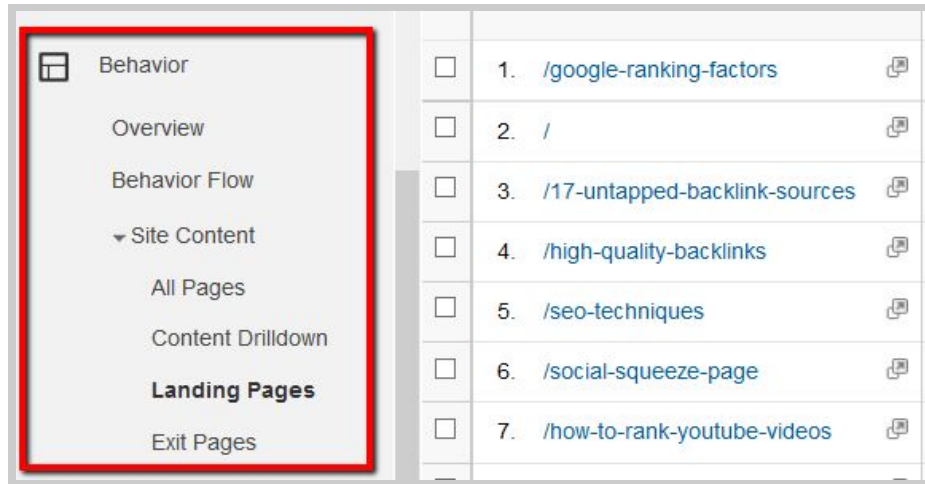 Behavior
Overview
Behavior Flow
Site Content
All Pages
Content Drilldown
Landing Pages
Exit Pages
1. /google-ranking-factors
2. /
3. /17-untapped-backlink-sources
4. /high-quality-backlinks
5. /seo-techniques
6. /social-squeeze-page
7. /how-to-rank-youtube-videos